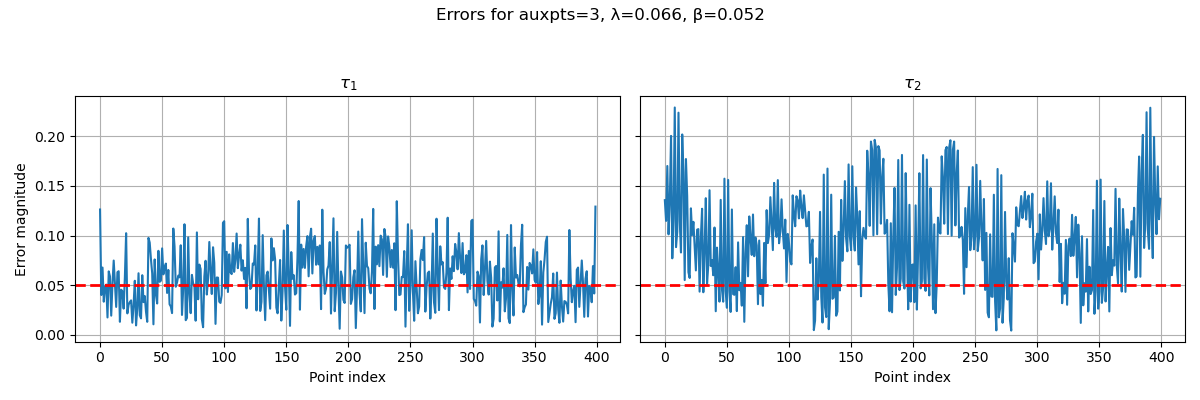 Errors for auxpts=3, λ=0.066, β=0.052
τ₁
τ₂
Error magnitude
0.20
0.15
0.10
0.05
0.00
0 50 100 150 200 250 300 350 400
0 50 100 150 200 250 300 350 400
Point index
Point index